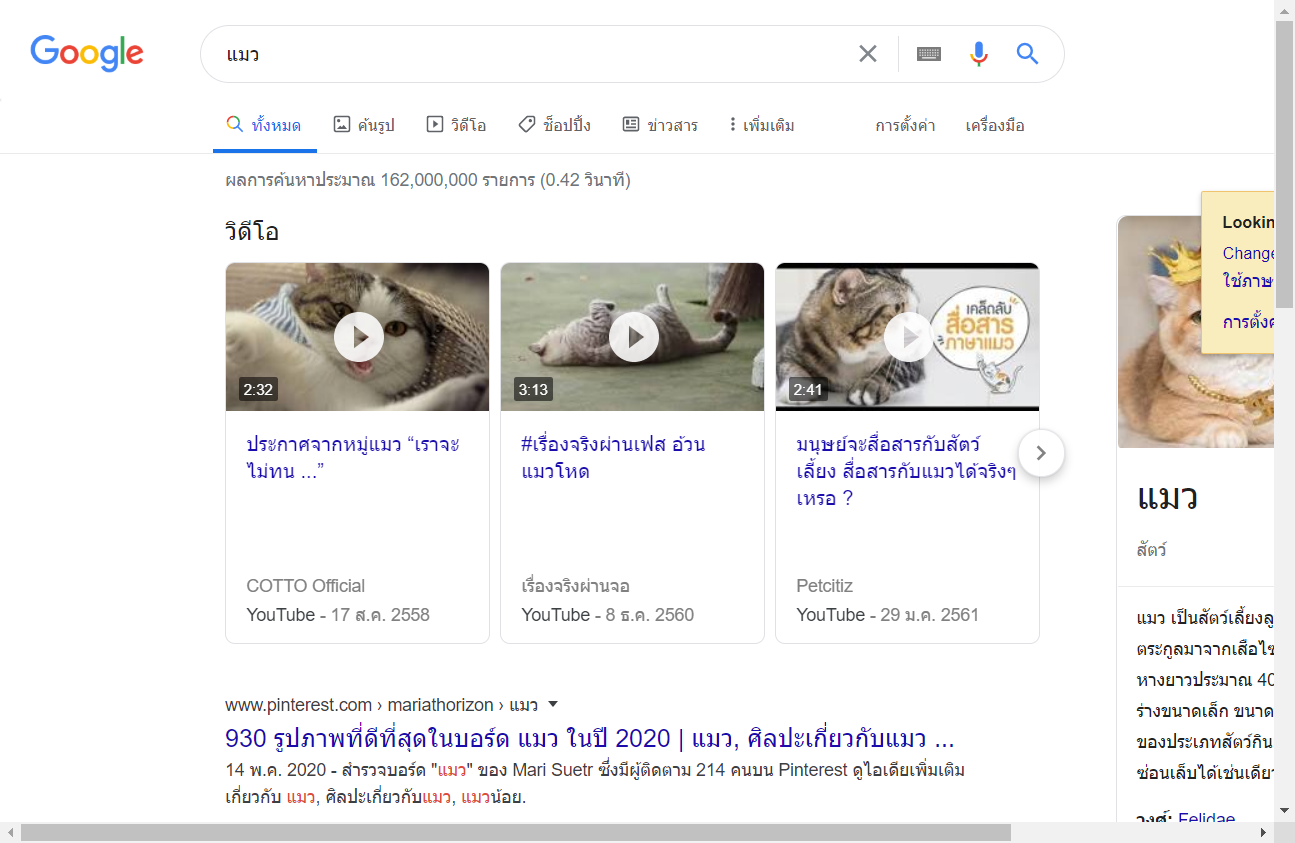 Google
แมว
ทั้งหมด
ค้นรูป
วิดีโอ
ช็อปปิ้ง
ข่าวสาร
เพิ่มเติม
การตั้งค่า
เครื่องมือ
ผลการค้นหาประมาณ 162,000,000 รายการ (0.42 วินาที)
วิดีโอ
2:32
ประกาศจากหมู่แมว “เราจะ
ไม่ทน ...”
COTTO Official
YouTube - 17 ส.ค. 2558
3:13
#เรื่องจริงผ่านเฟส อ้วน
แมวโหด
เรื่องจริงผ่านจอ
YouTube - 8 ธ.ค. 2560
เคล็ดลับ
สื่อสาร
ภาษาแมว
2:41
มนุษย์จะสื่อสารกับสัตว์
เลี้ยง สื่อสารกับแมวได้จริงๆ
เหรอ ?
Petcitiz
YouTube - 29 ม.ค. 2561
www.pinterest.com › mariathorizon › แมว
930 รูปภาพที่ดีที่สุดในบอร์ด แมว ในปี 2020 | แมว, ศิลปะเกี่ยวกับแมว ...
14 พ.ค. 2020 - สำรวจบอร์ด "แมว" ของ Mari Suetr ซึ่งมีผู้ติดตาม 214 คนบน Pinterest ดูไอเดียเพิ่มเติม
เกี่ยวกับ แมว, ศิลปะเกี่ยวกับแมว, แมวน้อย.
Lookin
Change
ใช้ภาษ
การตั้งค
แมว
สัตว์
แมว เป็นสัตว์เลี้ยงลู
ตระกูลมาจากเสือไซ
หางยาวประมาณ 40
ร่างขนาดเล็ก ขนาด
ของประเภทสัตว์กิน
ซ่อนเล็บได้เช่นเดีย
วงศ์: Felidae